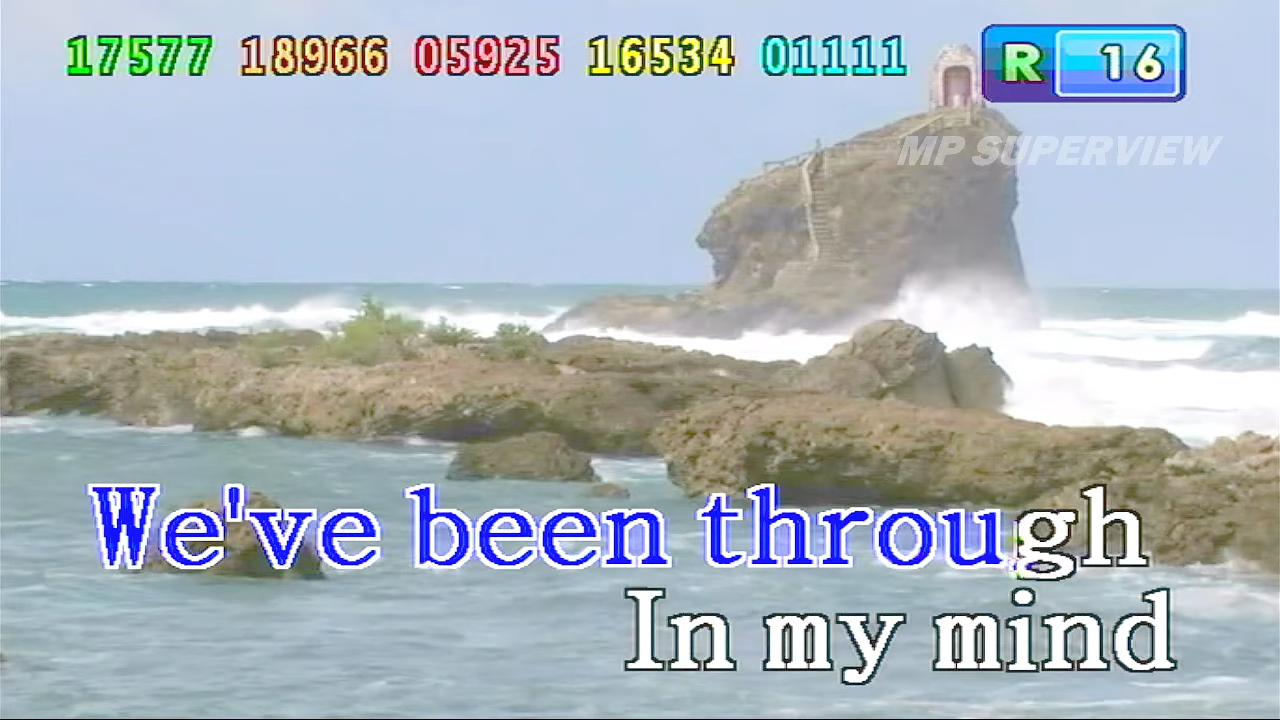 17577 18966 05925 16534 01111 R 16
MP SUPERVIEW
We've been through
In my mind